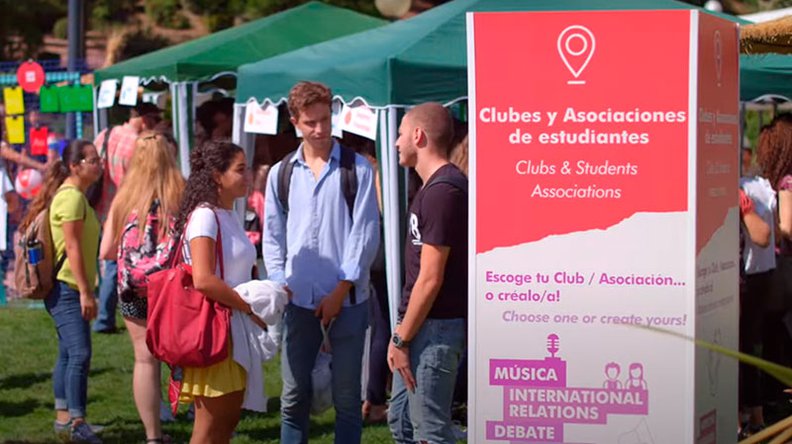 Clubes y Asociaciones
de estudiantes
Clubs & Students
Associations
Escoge tu Club / Asociación...
o créalo/a!
Choose one or create yours!
MÚSICA
INTERNATIONAL
RELATIONS
DEBATE